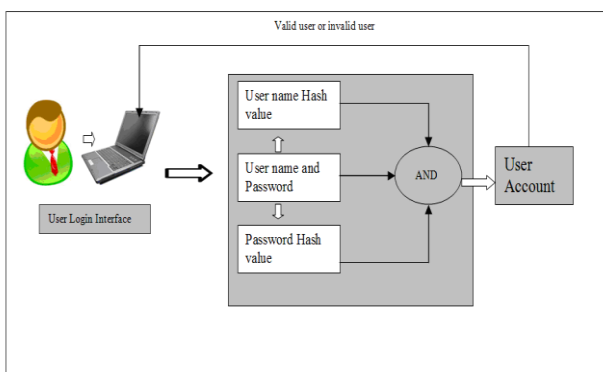 Valid user or invalid user
User name Hash
value
User name and
Password
AND
User
Account
User Login Interface
Password Hash
value